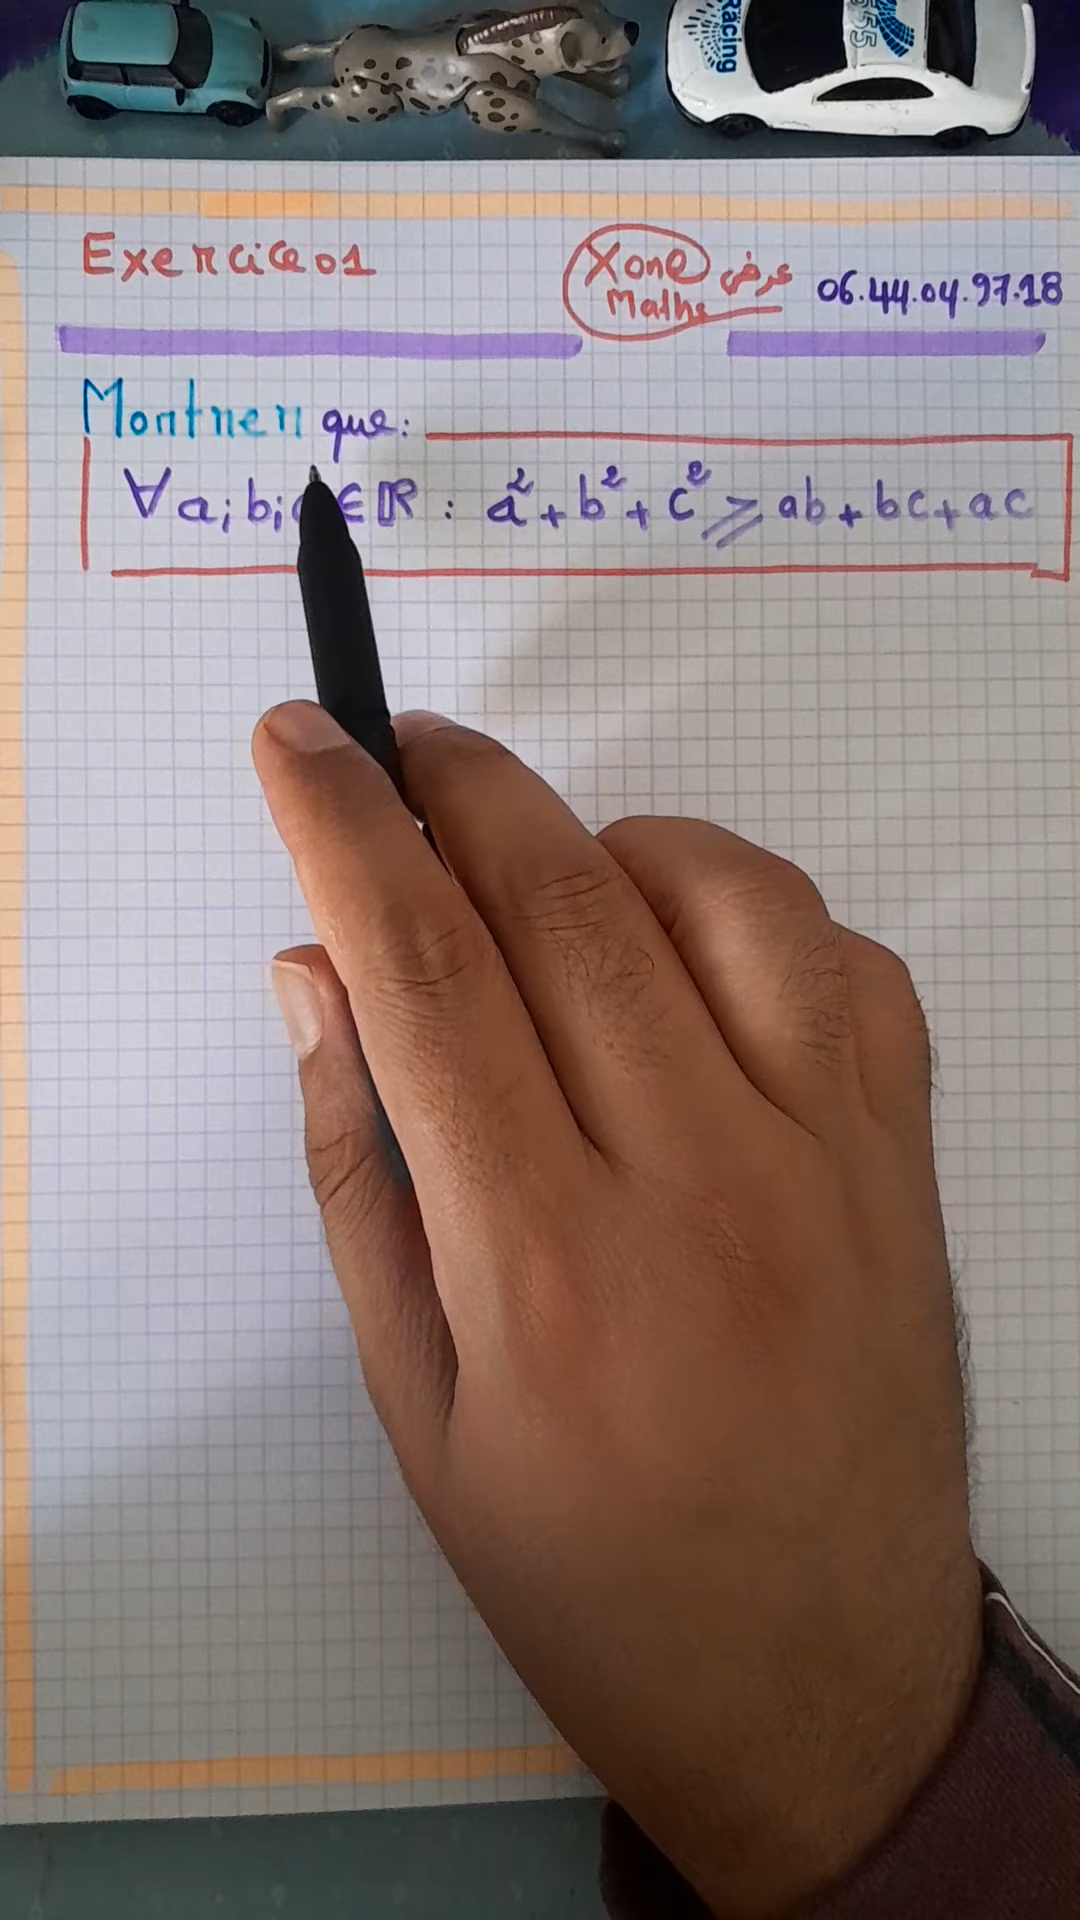 Racing
555
Exercice 01
Xone
Maths
عرض
06.44.04.97.18
Montrer que:
∀ a; b; c ∈ ℝ : a² + b² + c² ⩾ ab + bc + ac